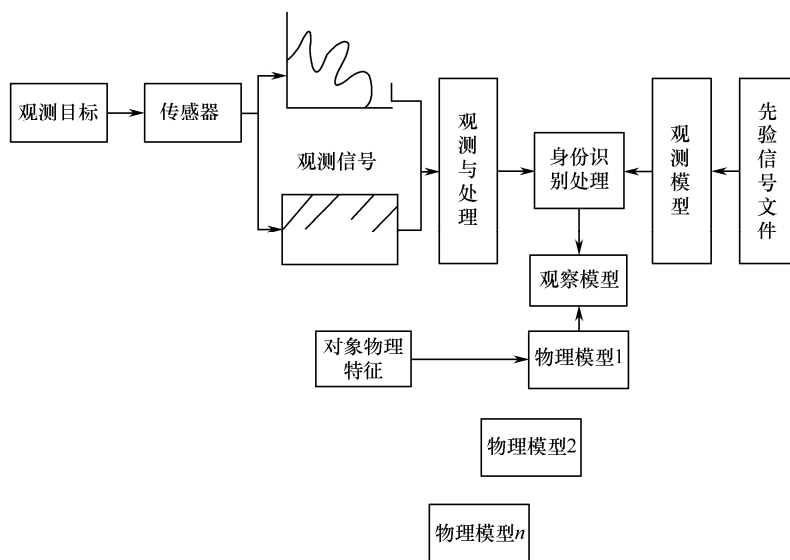 观测目标
传感器
观测信号
观
测
与
处
理
身份识
别处理
观
测
模
型
先
验
信
号
文
件
观察模型
对象物理
特征
物理模型1
物理模型2
物理模型n